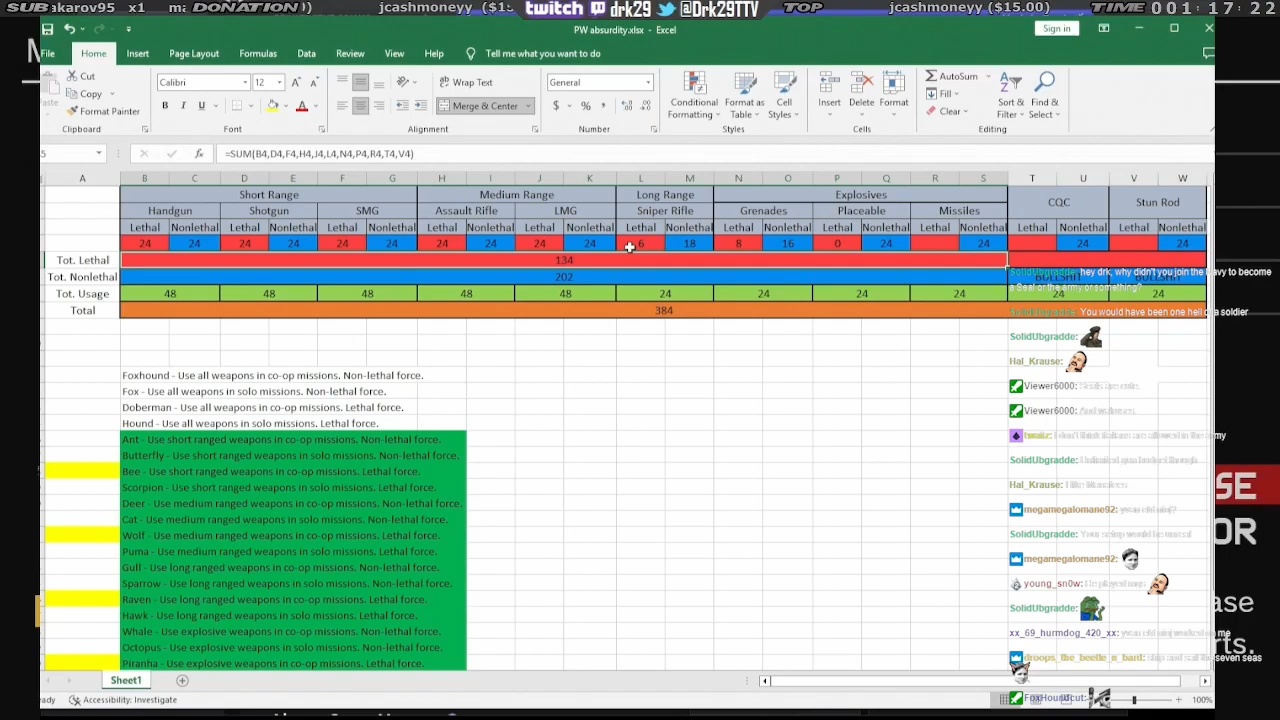 SUB akanov95 x1 ma DONATION ) jcashmoneyy ($15 twitch drk29 @Drk29TTV TOP jcashmoneyy ($15.00) TIME 001:17:22
PW absurdity.xlsx - Excel
Sign in
File Home Insert Page Layout Formulas Data Review View Help Tell me what you want to do
Cut
Copy
Format Painter
Calibri 12
B I U
Wrap Text
Merge & Center
General
$ % ,
Conditional Formatting
Format as Table
Cell Styles
Insert Delete Format
AutoSum
Fill
Clear
Sort & Filter
Find & Select
Clipboard Font Alignment Number Styles Cells Editing
5 fx =SUM(B4,D4,F4,H4,J4,L4,N4,P4,R4,T4,V4)
A B C D E F G H I J K L M N O P Q R S T U V W
Short Range Medium Range Long Range Explosives CQC Stun Rod
Handgun Shotgun SMG Assault Rifle LMG Sniper Rifle Grenades Placeable Missiles
Lethal Nonlethal Lethal Nonlethal Lethal Nonlethal Lethal Nonlethal Lethal Nonlethal Lethal Nonlethal Lethal Nonlethal Lethal Nonlethal Lethal Nonlethal Lethal Nonlethal Lethal Nonlethal
24 24 24 24 24 24 24 24 24 24 6 18 8 16 0 24 24 24 24
Tot. Lethal 134
Tot. Nonlethal 202 BULLSHIT BULLSHIT
Tot. Usage 48 48 48 48 48 24 24 24 24 24 24
Total 384
Foxhound - Use all weapons in co-op missions. Non-lethal force.
Fox - Use all weapons in solo missions. Non-lethal force.
Doberman - Use all weapons in co-op missions. Lethal force.
Hound - Use all weapons in solo missions. Lethal force.
Ant - Use short ranged weapons in co-op missions. Non-lethal force.
Butterfly - Use short ranged weapons in solo missions. Non-lethal force.
Bee - Use short ranged weapons in co-op missions. Lethal force.
Scorpion - Use short ranged weapons in solo missions. Lethal force.
Deer - Use medium ranged weapons in co-op missions. Non-lethal force.
Cat - Use medium ranged weapons in solo missions. Non-lethal force.
Wolf - Use medium ranged weapons in co-op missions. Lethal force.
Puma - Use medium ranged weapons in solo missions. Lethal force.
Gull - Use long ranged weapons in co-op missions. Non-lethal force.
Sparrow - Use long ranged weapons in solo missions. Non-lethal force.
Raven - Use long ranged weapons in co-op missions. Lethal force.
Hawk - Use long ranged weapons in solo missions. Lethal force.
Whale - Use explosive weapons in co-op missions. Non-lethal force.
Octopus - Use explosive weapons in solo missions. Non-lethal force.
Piranha - Use explosive weapons in co-op missions. Lethal force.
SolidUbgradde: hey drk, why didn't you join the Navy to become
a Seal or the army or something?
SolidUbgradde: You would have been one hell of a soldier
SolidUbgradde:
Hal_Krause:
Viewer6000:
Viewer6000:
SolidUbgradde:
Hal_Krause:
megamegalomane92:
SolidUbgradde:
megamegalomane92:
young_sn0w:
SolidUbgradde:
xx_69_hurmdog_420_xx:
droops_the_beetle_n_bard: seven seas
FoxHoundcut:
SE
OR
ase
rts.
Sheet1
ady Accessibility: Investigate 100%